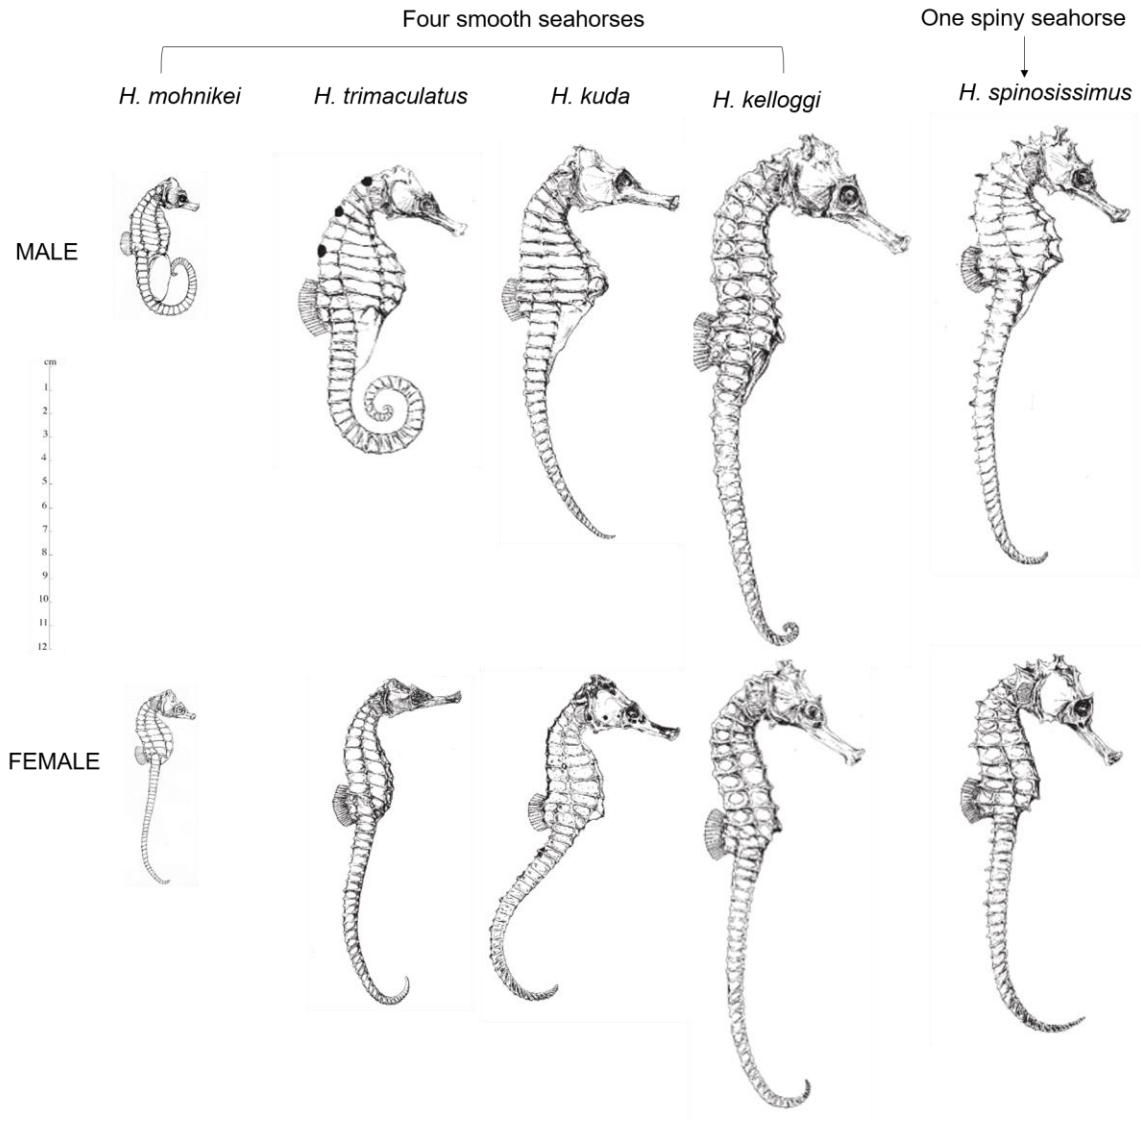 Four smooth seahorses
One spiny seahorse
H. mohnikei
H. trimaculatus
H. kuda
H. kelloggi
H. spinosissimus
MALE
cm
1
2
3
4
5
6
7
8
9
10
11
12
FEMALE